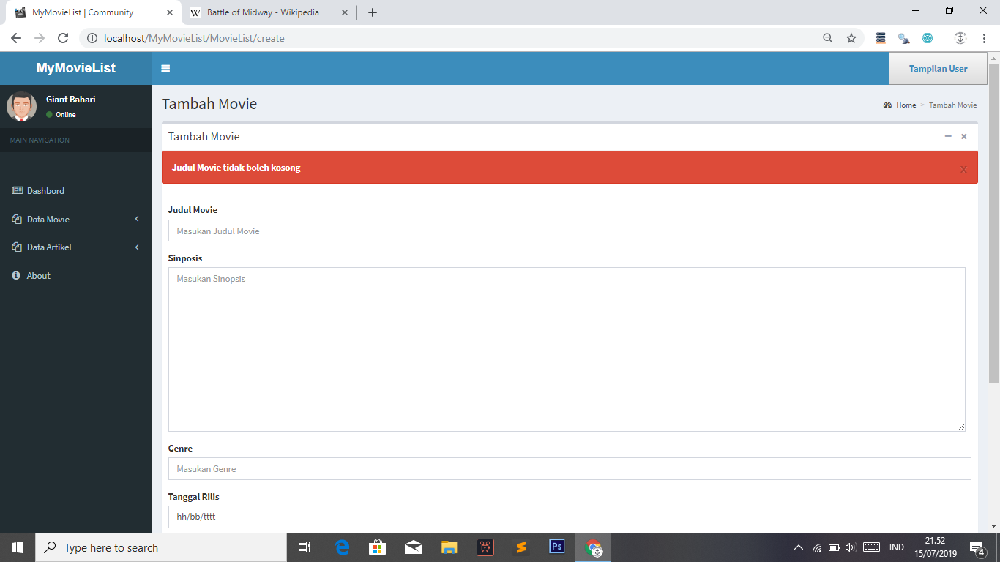 MyMovieList | Community
Battle of Midway - Wikipedia
localhost/MyMovieList/MovieList/create
MyMovieList
Tampilan User
Giant Bahari
Online
MAIN NAVIGATION
Dashbord
Data Movie
Data Artikel
About
Tambah Movie
Home > Tambah Movie
Tambah Movie
Judul Movie tidak boleh kosong
x
Judul Movie
Masukan Judul Movie
Sinposis
Masukan Sinopsis
Genre
Masukan Genre
Tanggal Rilis
hh/bb/tttt
Type here to search
Ps
IND
21.52
15/07/2019
4